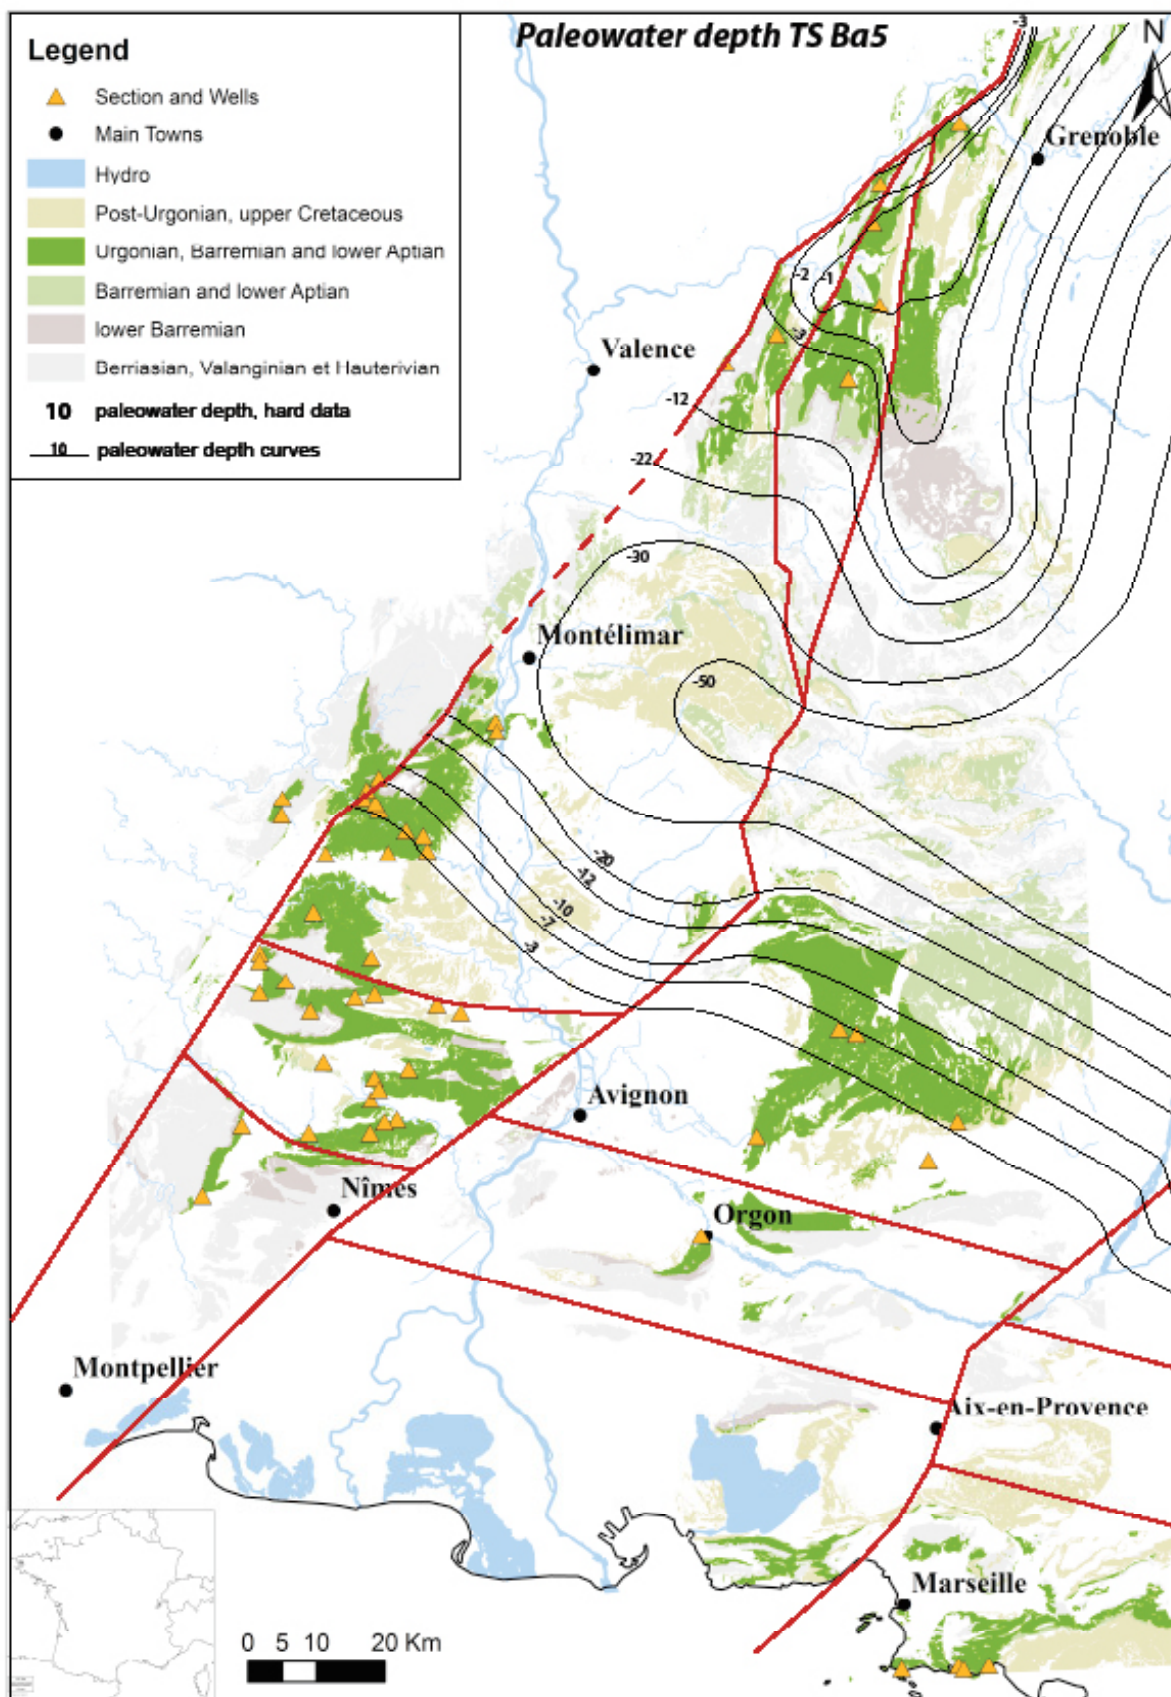 Paleowater depth TS Ba5
N
Legend
Section and Wells
Main Towns
Hydro
Post-Urgonian, upper Cretaceous
Urgonian, Barremian and lower Aptian
Barremian and lower Aptian
lower Barremian
Berriasian, Valanginian et Hauterivian
10 paleowater depth, hard data
10 paleowater depth curves
-3
Grenoble
-2
-1
-3
Valence
-12
-22
-30
Montélimar
-50
-20
-12
-10
-7
-3
Avignon
Nîmes
Orgon
Montpellier
Aix-en-Provence
Marseille
0 5 10 20 Km